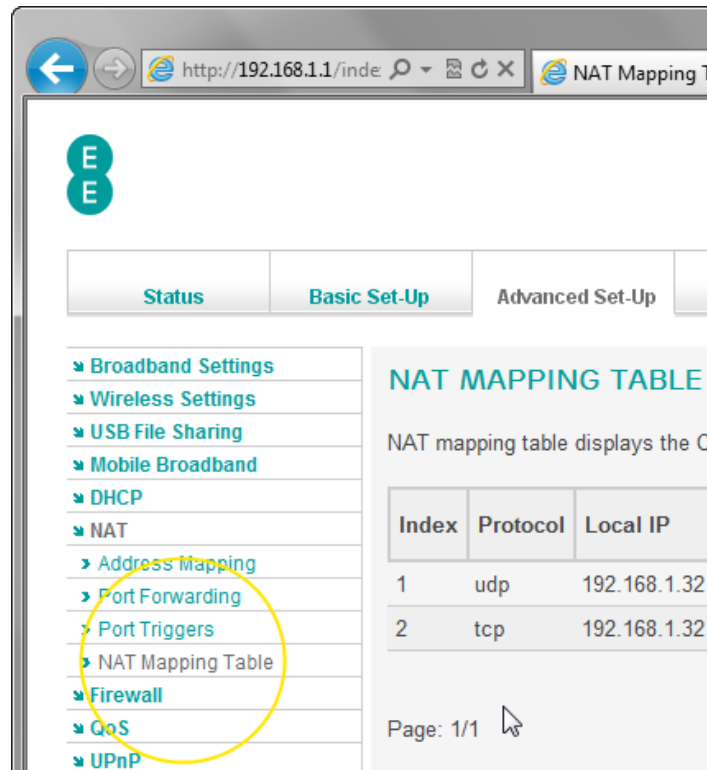 http://192.168.1.1/inde
NAT Mapping T
E
E
Status
Basic Set-Up
Advanced Set-Up
Broadband Settings
Wireless Settings
USB File Sharing
Mobile Broadband
DHCP
NAT
Address Mapping
Port Forwarding
Port Triggers
NAT Mapping Table
Firewall
QoS
UPnP
NAT MAPPING TABLE
NAT mapping table displays the C
Index Protocol Local IP
1 udp 192.168.1.32
2 tcp 192.168.1.32
Page: 1/1